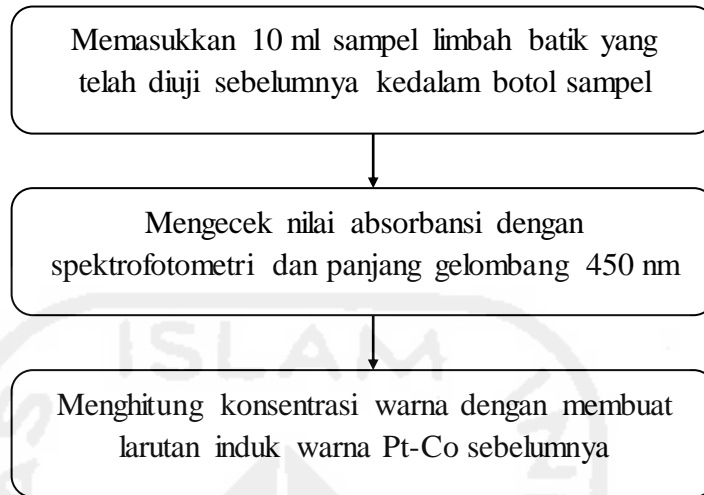 Memasukkan 10 ml sampel limbah batik yang
telah diuji sebelumnya kedalam botol sampel
Mengecek nilai absorbansi dengan
spektrofotometri dan panjang gelombang 450 nm
ISLAM
Menghitung konsentrasi warna dengan membuat
larutan induk warna Pt-Co sebelumnya